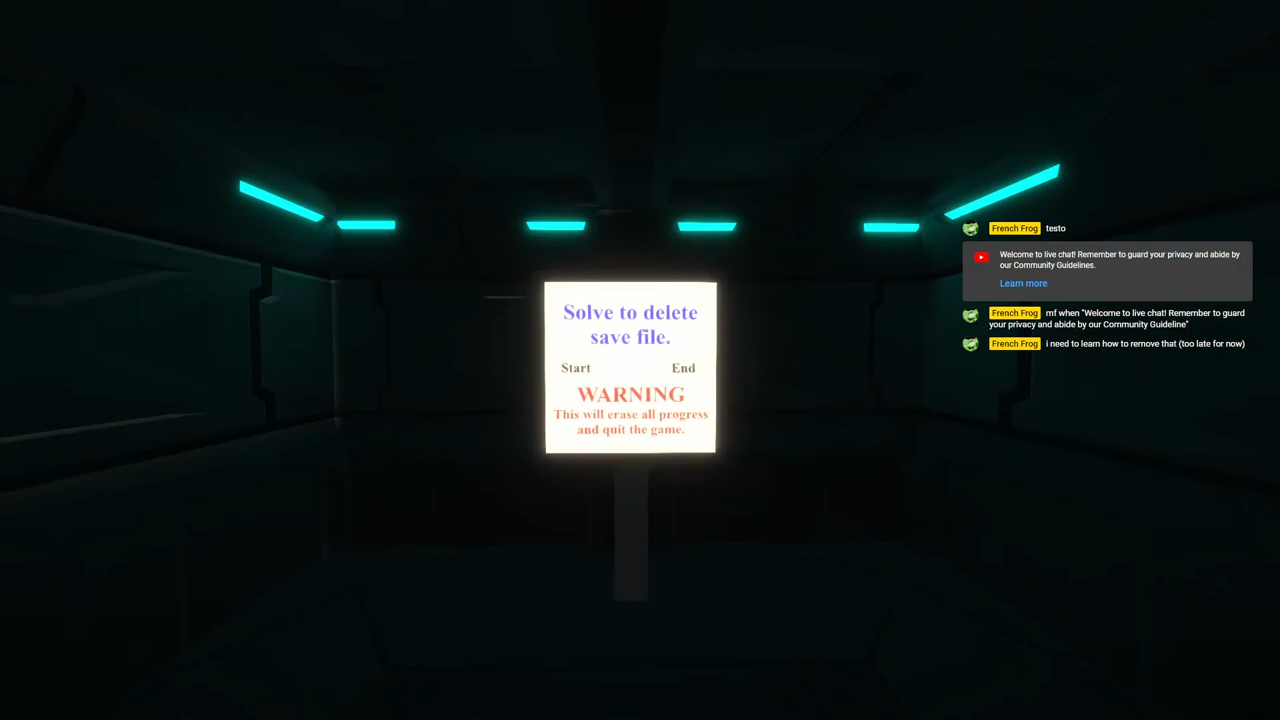 Solve to delete
save file.
Start End
WARNING
This will erase all progress
and quit the game.
French Frog testo
Welcome to live chat! Remember to guard your privacy and abide by
our Community Guidelines.
Learn more
French Frog mf when "Welcome to live chat! Remember to guard
your privacy and abide by our Community Guideline"
French Frog i need to learn how to remove that (too late for now)